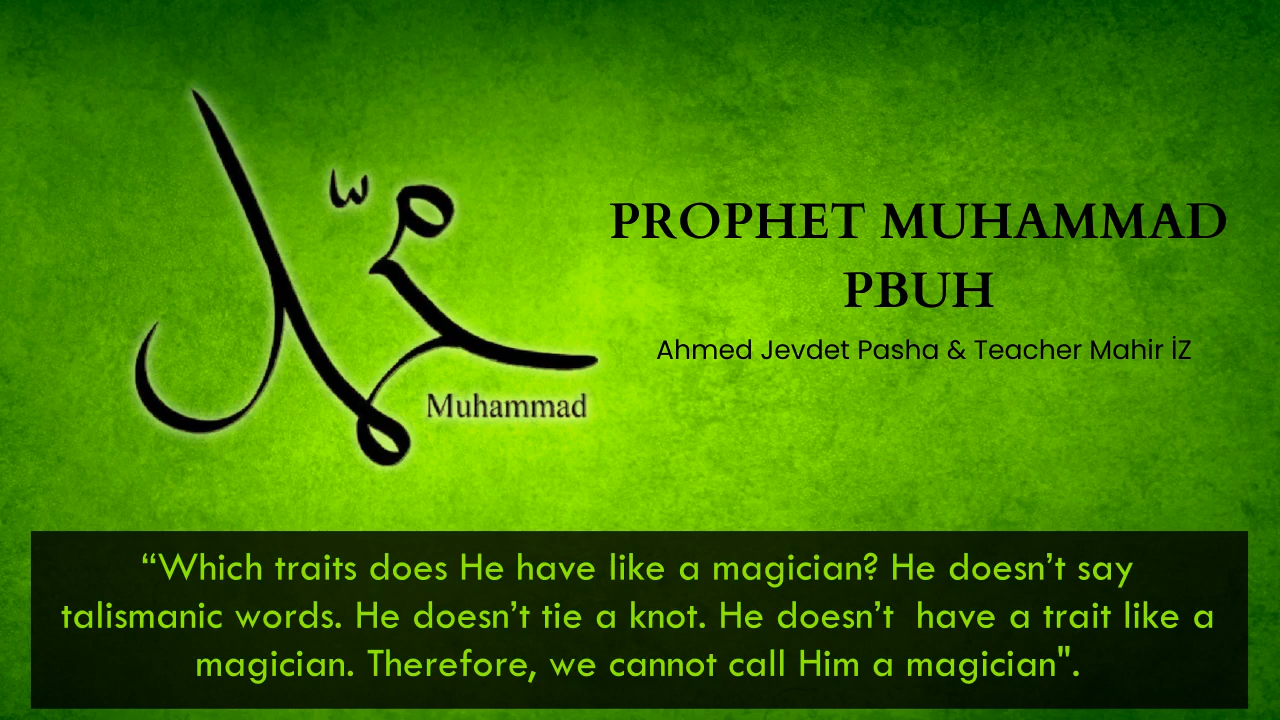 محمد
Muhammad
PROPHET MUHAMMAD
PBUH
Ahmed Jevdet Pasha & Teacher Mahir İZ
“Which traits does He have like a magician? He doesn’t say
talismanic words. He doesn’t tie a knot. He doesn’t  have a trait like a
magician. Therefore, we cannot call Him a magician".